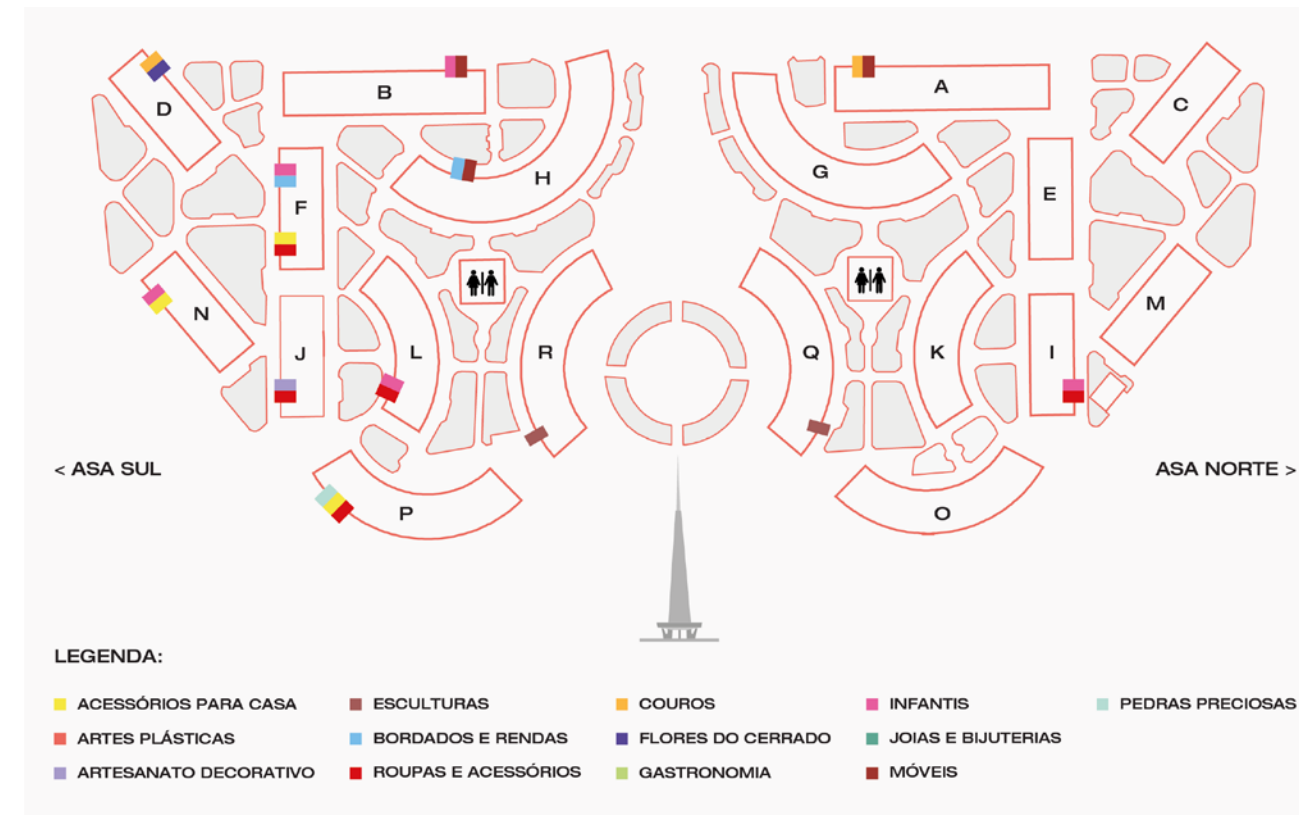 D
B
A
C
H
G
F
E
N
M
J
L
R
Q
K
I
< ASA SUL
ASA NORTE >
P
O
LEGENDA:
ACESSÓRIOS PARA CASA
ESCULTURAS
COUROS
INFANTIS
PEDRAS PRECIOSAS
ARTES PLÁSTICAS
BORDADOS E RENDAS
FLORES DO CERRADO
JOIAS E BIJUTERIAS
ARTESANATO DECORATIVO
ROUPAS E ACESSÓRIOS
GASTRONOMIA
MÓVEIS